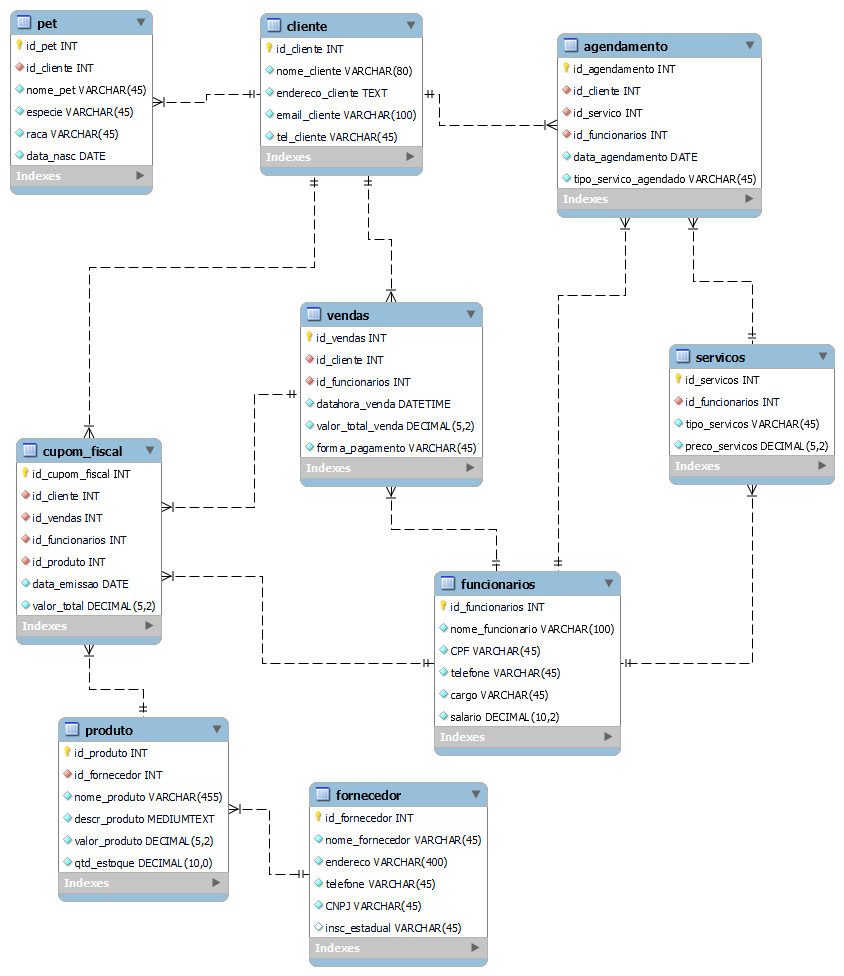 pet
id_pet INT
id_cliente INT
nome_pet VARCHAR(45)
especie VARCHAR(45)
raca VARCHAR(45)
data_nasc DATE
Indexes
cliente
id_cliente INT
nome_cliente VARCHAR(80)
endereco_cliente TEXT
email_cliente VARCHAR(100)
tel_cliente VARCHAR(45)
Indexes
agendamento
id_agendamento INT
id_cliente INT
id_servico INT
id_funcionarios INT
data_agendamento DATE
tipo_servico_agendado VARCHAR(45)
Indexes
vendas
id_vendas INT
id_cliente INT
id_funcionarios INT
datahora_venda DATETIME
valor_total_venda DECIMAL(5,2)
forma_pagamento VARCHAR(45)
Indexes
servicos
id_servicos INT
id_funcionarios INT
tipo_servicos VARCHAR(45)
preco_servicos DECIMAL(5,2)
Indexes
cupom_fiscal
id_cupom_fiscal INT
id_cliente INT
id_vendas INT
id_funcionarios INT
id_produto INT
data_emissao DATE
valor_total DECIMAL(5,2)
Indexes
funcionarios
id_funcionarios INT
nome_funcionario VARCHAR(100)
CPF VARCHAR(45)
telefone VARCHAR(45)
cargo VARCHAR(45)
salario DECIMAL(10,2)
Indexes
produto
id_produto INT
id_fornecedor INT
nome_produto VARCHAR(455)
descr_produto MEDIUMTEXT
valor_produto DECIMAL(5,2)
qtd_estoque DECIMAL(10,0)
Indexes
fornecedor
id_fornecedor INT
nome_fornecedor VARCHAR(45)
endereco VARCHAR(400)
telefone VARCHAR(45)
CNPJ VARCHAR(45)
insc_estadual VARCHAR(45)
Indexes